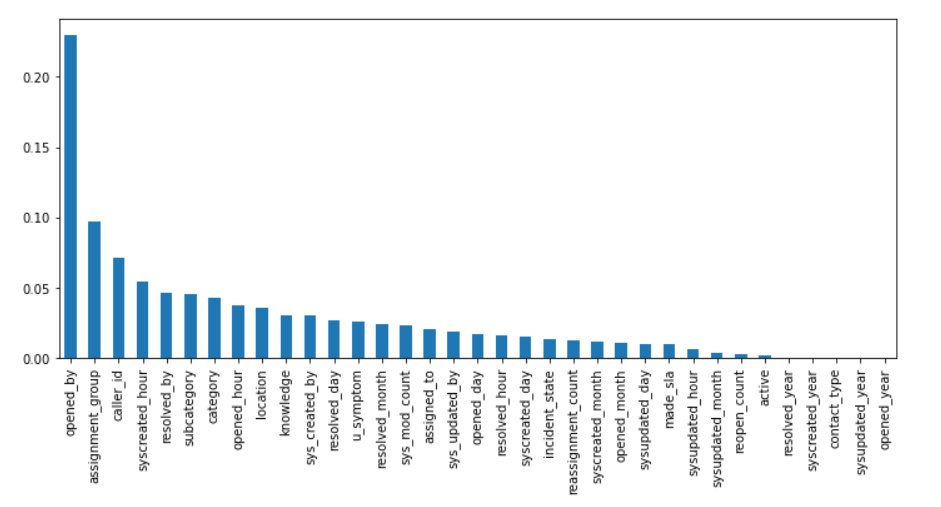 0.20
0.15
0.10
0.05
0.00
opened_by
assignment_group
caller_id
syscreated_hour
resolved_by
subcategory
category
opened_hour
location
knowledge
sys_created_by
resolved_day
u_symptom
resolved_month
sys_mod_count
assigned_to
sys_updated_by
opened_day
resolved_hour
syscreated_day
incident_state
reassignment_count
syscreated_month
opened_month
sysupdated_day
made_sla
sysupdated_hour
sysupdated_month
reopen_count
active
resolved_year
syscreated_year
contact_type
sysupdated_year
opened_year